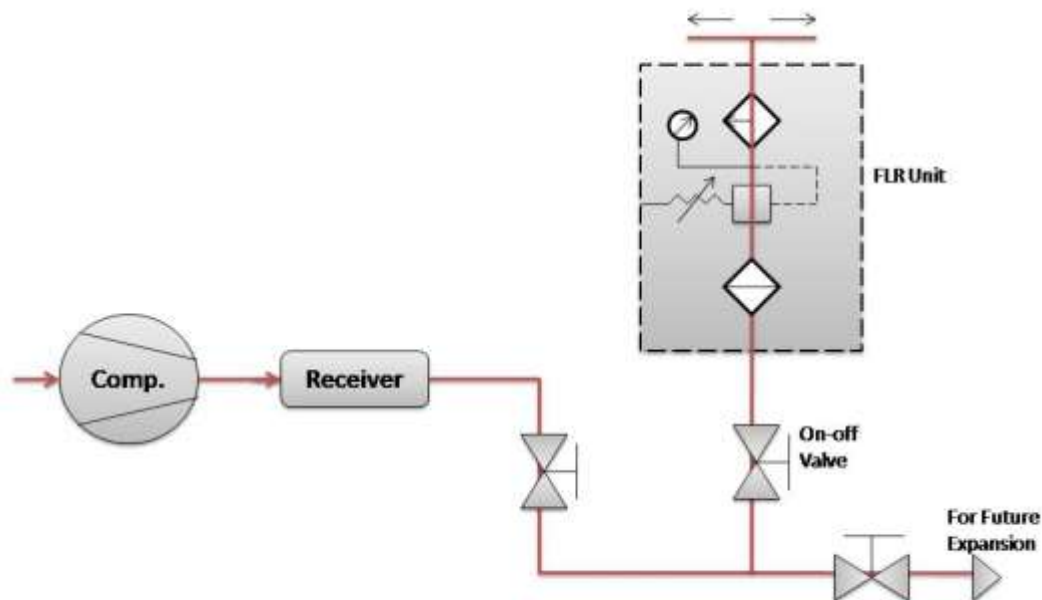 FLR Unit
Comp.
Receiver
On-off
Valve
For Future
Expansion